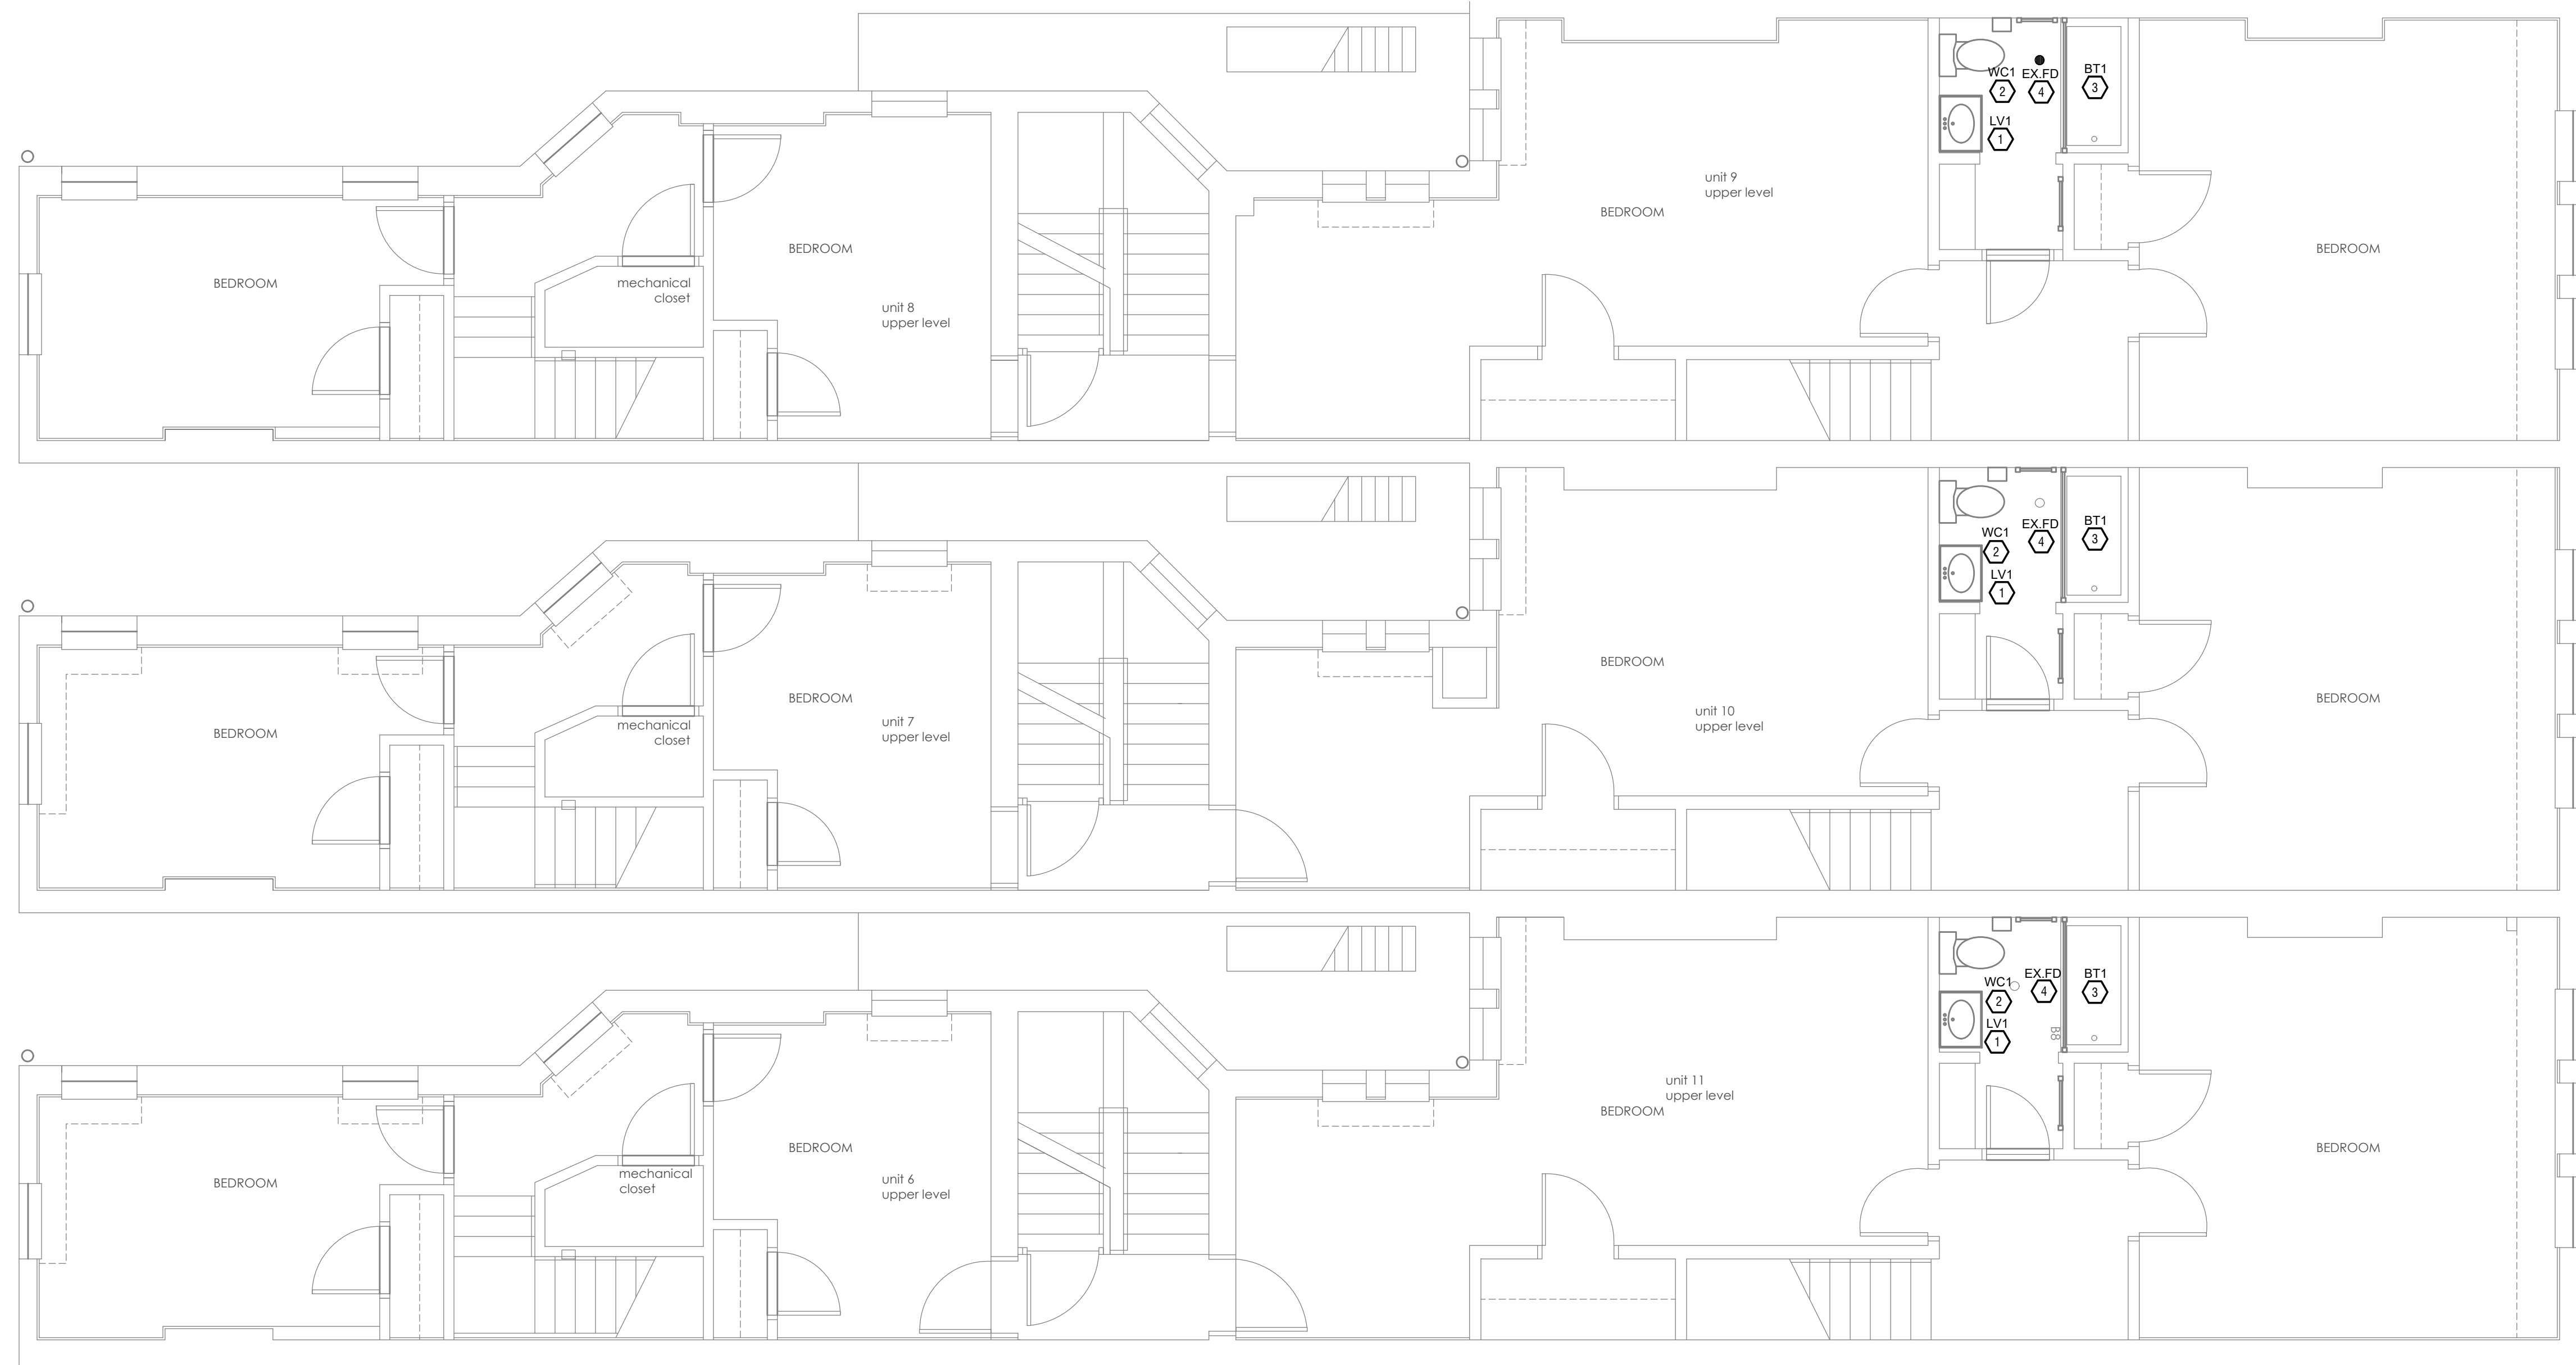 WC1
EX.FD
BT1
2
4
3
LV1
1
unit 9
upper level
BEDROOM
BEDROOM
BEDROOM
BEDROOM
mechanical
closet
unit 8
upper level
WC1
EX.FD
BT1
2
4
3
LV1
1
BEDROOM
BEDROOM
BEDROOM
BEDROOM
mechanical
closet
unit 7
upper level
unit 10
upper level
WC1
EX.FD
BT1
2
4
3
LV1
1
B8
unit 11
upper level
BEDROOM
BEDROOM
BEDROOM
BEDROOM
mechanical
closet
unit 6
upper level